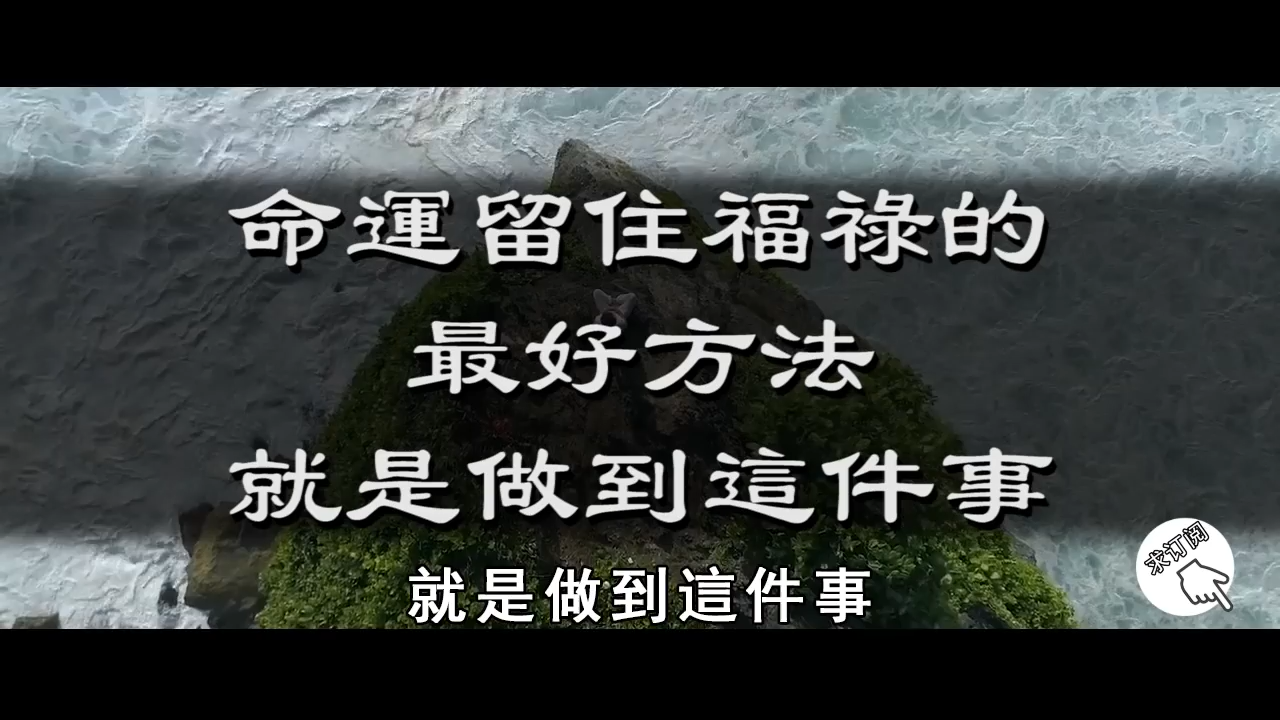 命運留住福祿的
最好方法
就是做到這件事
求订阅
就是做到這件事